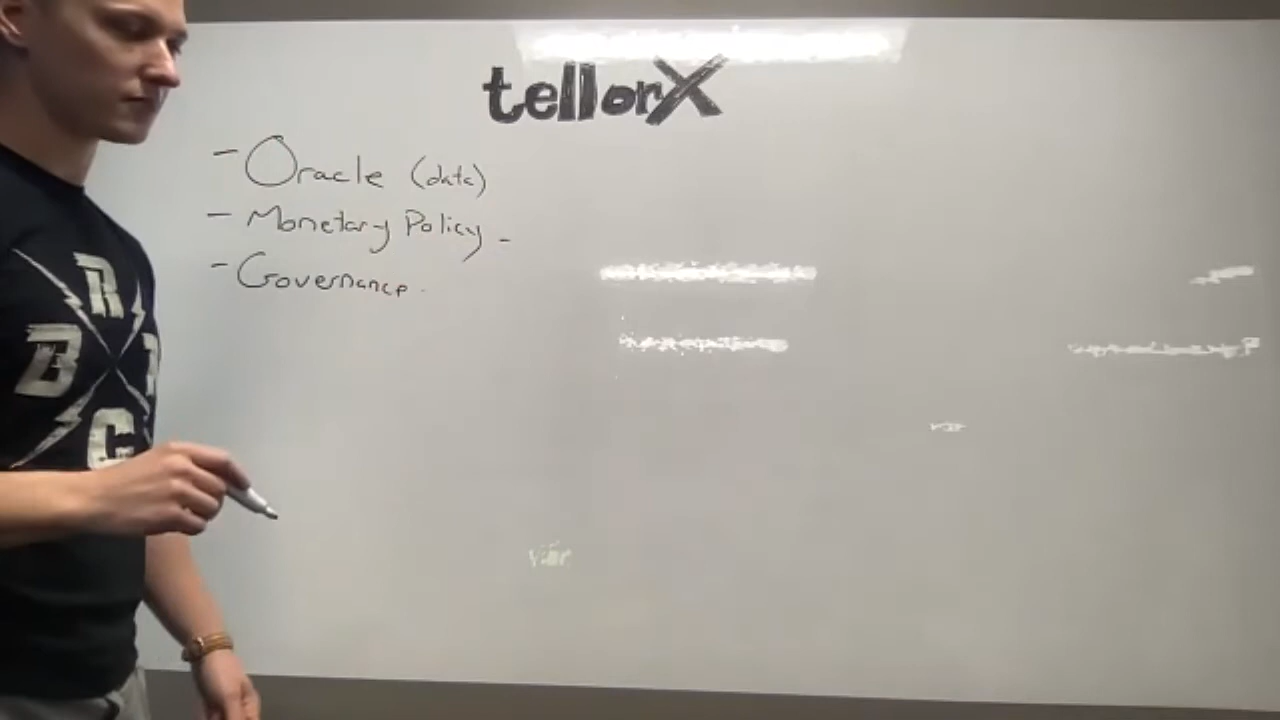 tellorX
- Oracle (data)
- Monetary Policy -
- Governance.
R
B
C